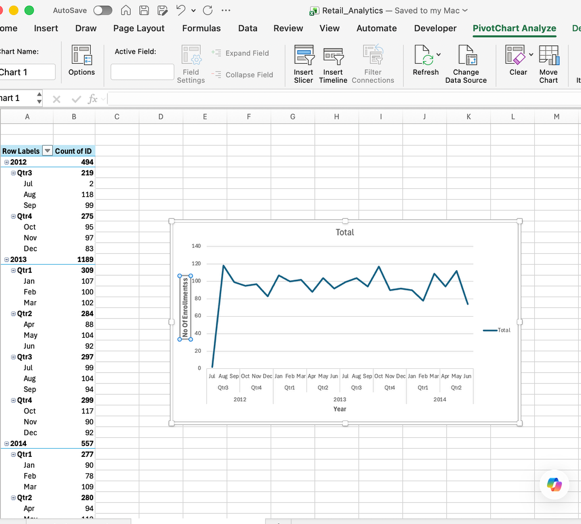 AutoSave
Retail_Analytics — Saved to my Mac
ome Insert Draw Page Layout Formulas Data Review View Automate Developer PivotChart Analyze De
hart Name:
Chart 1
Options
Active Field:
Field Settings
Expand Field
Collapse Field
Insert Slicer
Insert Timeline
Filter Connections
Refresh
Change Data Source
Clear
Move Chart
It
hart 1 fx
A B C D E F G H I J K L M
Row Labels Count of ID
2012 494
Qtr3 219
Jul 2
Aug 118
Sep 99
Qtr4 275
Oct 95
Nov 97
Dec 83
2013 1189
Qtr1 309
Jan 107
Feb 100
Mar 102
Qtr2 284
Apr 88
May 104
Jun 92
Qtr3 297
Jul 99
Aug 104
Sep 94
Qtr4 299
Oct 117
Nov 90
Dec 92
2014 557
Qtr1 277
Jan 90
Feb 78
Mar 109
Qtr2 280
Apr 94
Total
No Of Enrollmentss
140
120
100
80
60
40
20
0
Jul Aug Sep Oct Nov Dec Jan Feb Mar Apr May Jun Jul Aug Sep Oct Nov Dec Jan Feb Mar Apr May Jun
Qtr3 Qtr4 Qtr1 Qtr2 Qtr3 Qtr4 Qtr1 Qtr2
2012 2013 2014
Year
Total